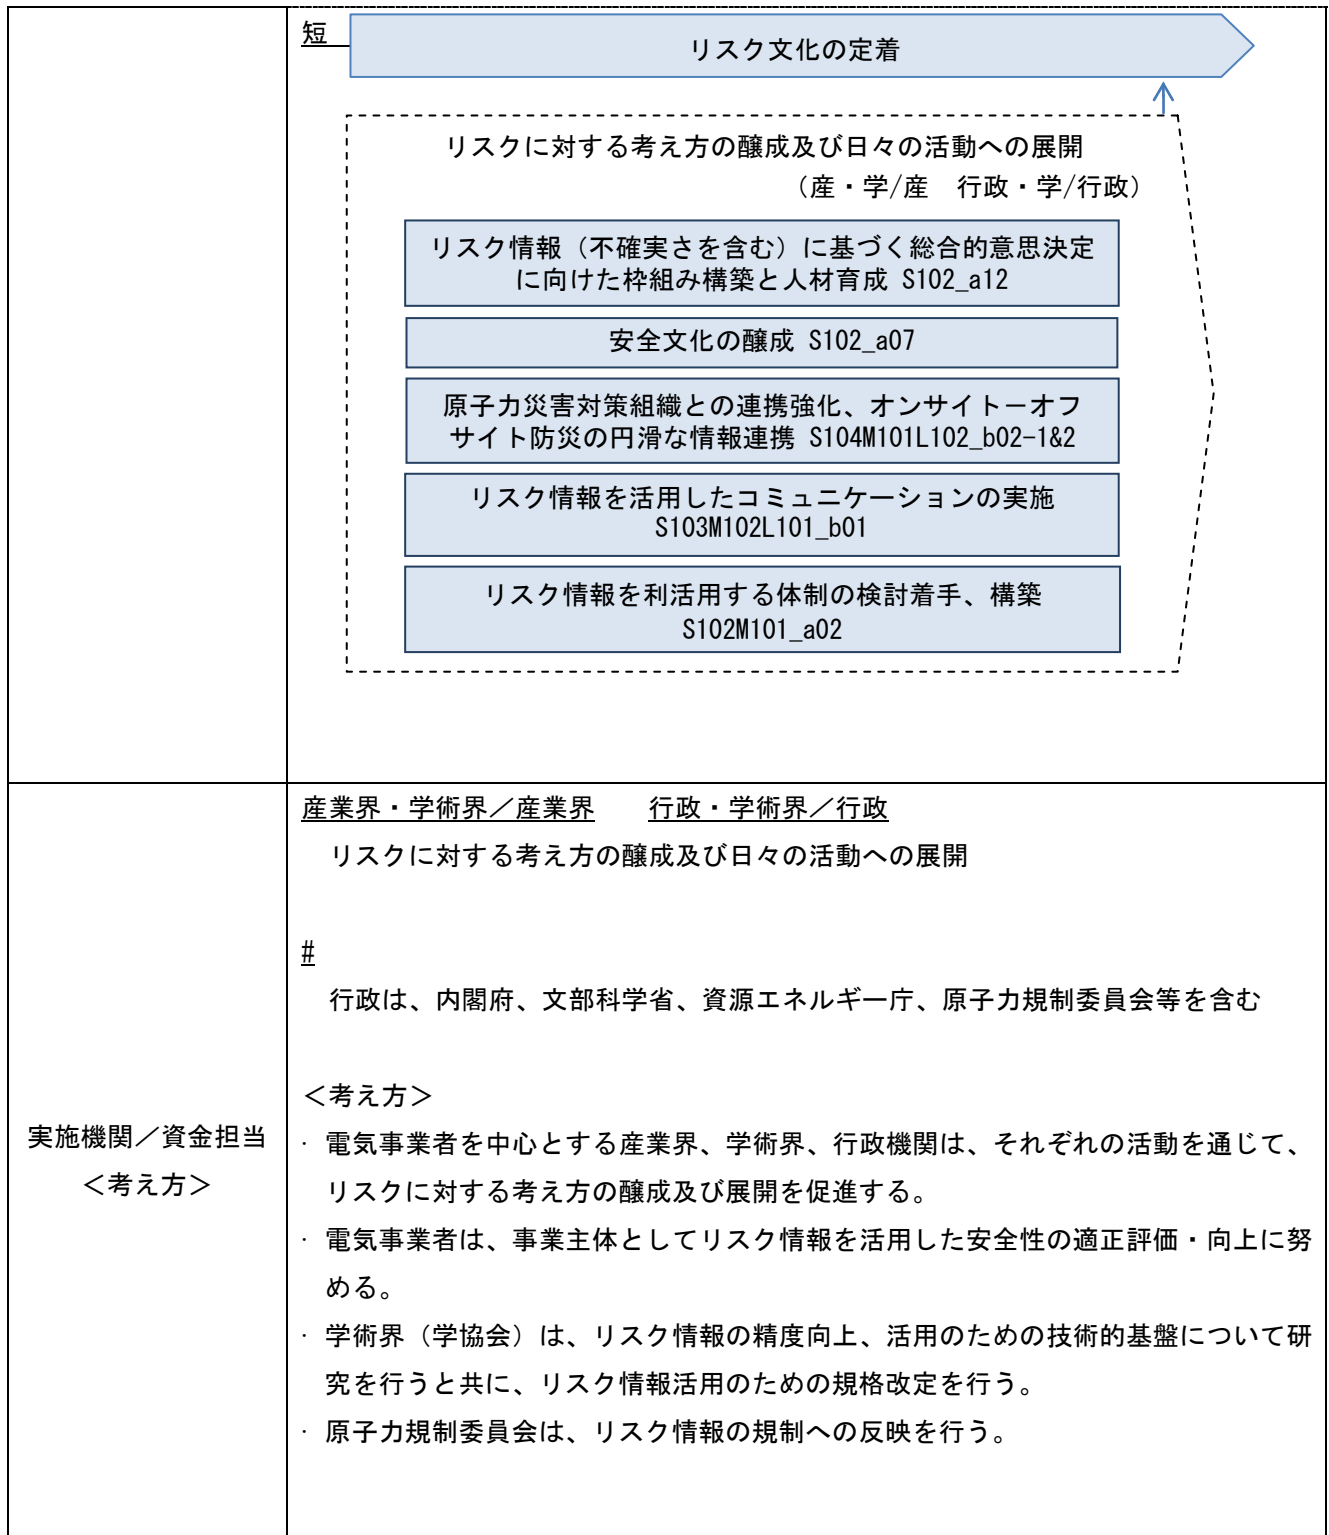 短
リスク文化の定着
リスクに対する考え方の醸成及び日々の活動への展開
（産・学/産　行政・学/行政）
リスク情報（不確実さを含む）に基づく総合的意思決定
に向けた枠組み構築と人材育成 S102_a12
安全文化の醸成 S102_a07
原子力災害対策組織との連携強化、オンサイト－オフ
サイト防災の円滑な情報連携 S104M101L102_b02-1&2
リスク情報を活用したコミュニケーションの実施
S103M102L101_b01
リスク情報を利活用する体制の検討着手、構築
S102M101_a02
実施機関／資金担当
＜考え方＞
産業界・学術界／産業界　　行政・学術界／行政
リスクに対する考え方の醸成及び日々の活動への展開
#
行政は、内閣府、文部科学省、資源エネルギー庁、原子力規制委員会等を含む
＜考え方＞
· 電気事業者を中心とする産業界、学術界、行政機関は、それぞれの活動を通じて、
リスクに対する考え方の醸成及び展開を促進する。
· 電気事業者は、事業主体としてリスク情報を活用した安全性の適正評価・向上に努
める。
· 学術界（学協会）は、リスク情報の精度向上、活用のための技術的基盤について研
究を行うと共に、リスク情報活用のための規格改定を行う。
· 原子力規制委員会は、リスク情報の規制への反映を行う。